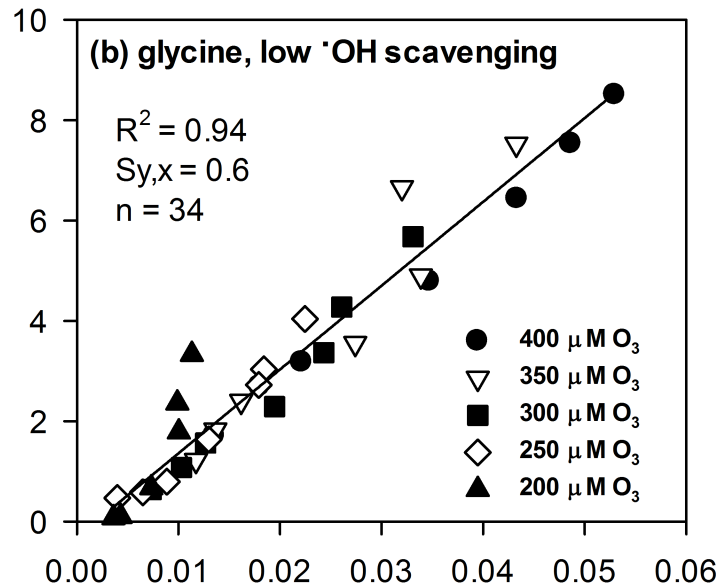 10
(b) glycine, low ˙OH scavenging
8
R² = 0.94
Sy,x = 0.6
n = 34
6
4
400 μM O₃
350 μM O₃
300 μM O₃
2
250 μM O₃
200 μM O₃
0
0.00 0.01 0.02 0.03 0.04 0.05 0.06